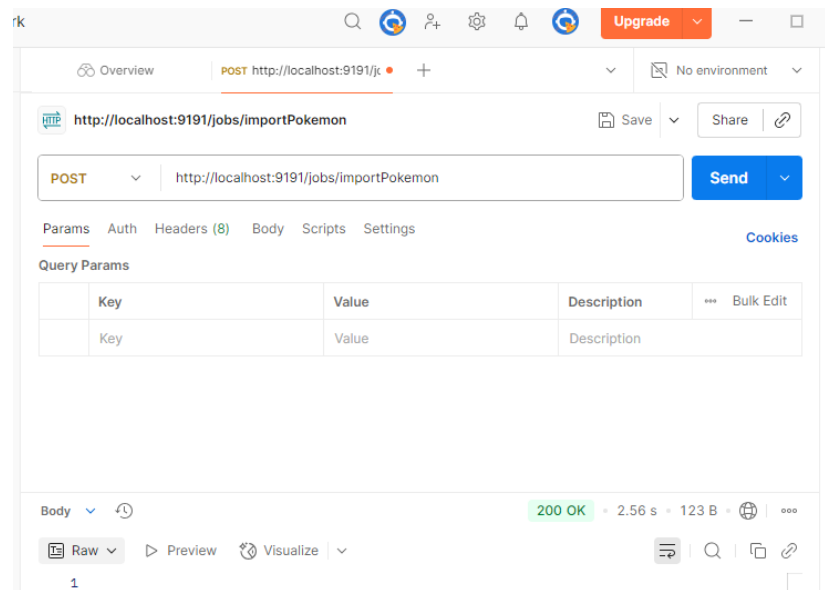 rk
Upgrade
Overview POST http://localhost:9191/jc + No environment
HTTP http://localhost:9191/jobs/importPokemon Save Share
POST http://localhost:9191/jobs/importPokemon Send
Params Auth Headers (8) Body Scripts Settings Cookies
Query Params
Key Value Description Bulk Edit
Key Value Description
Body 200 OK 2.56 s 123 B
Raw Preview Visualize
1